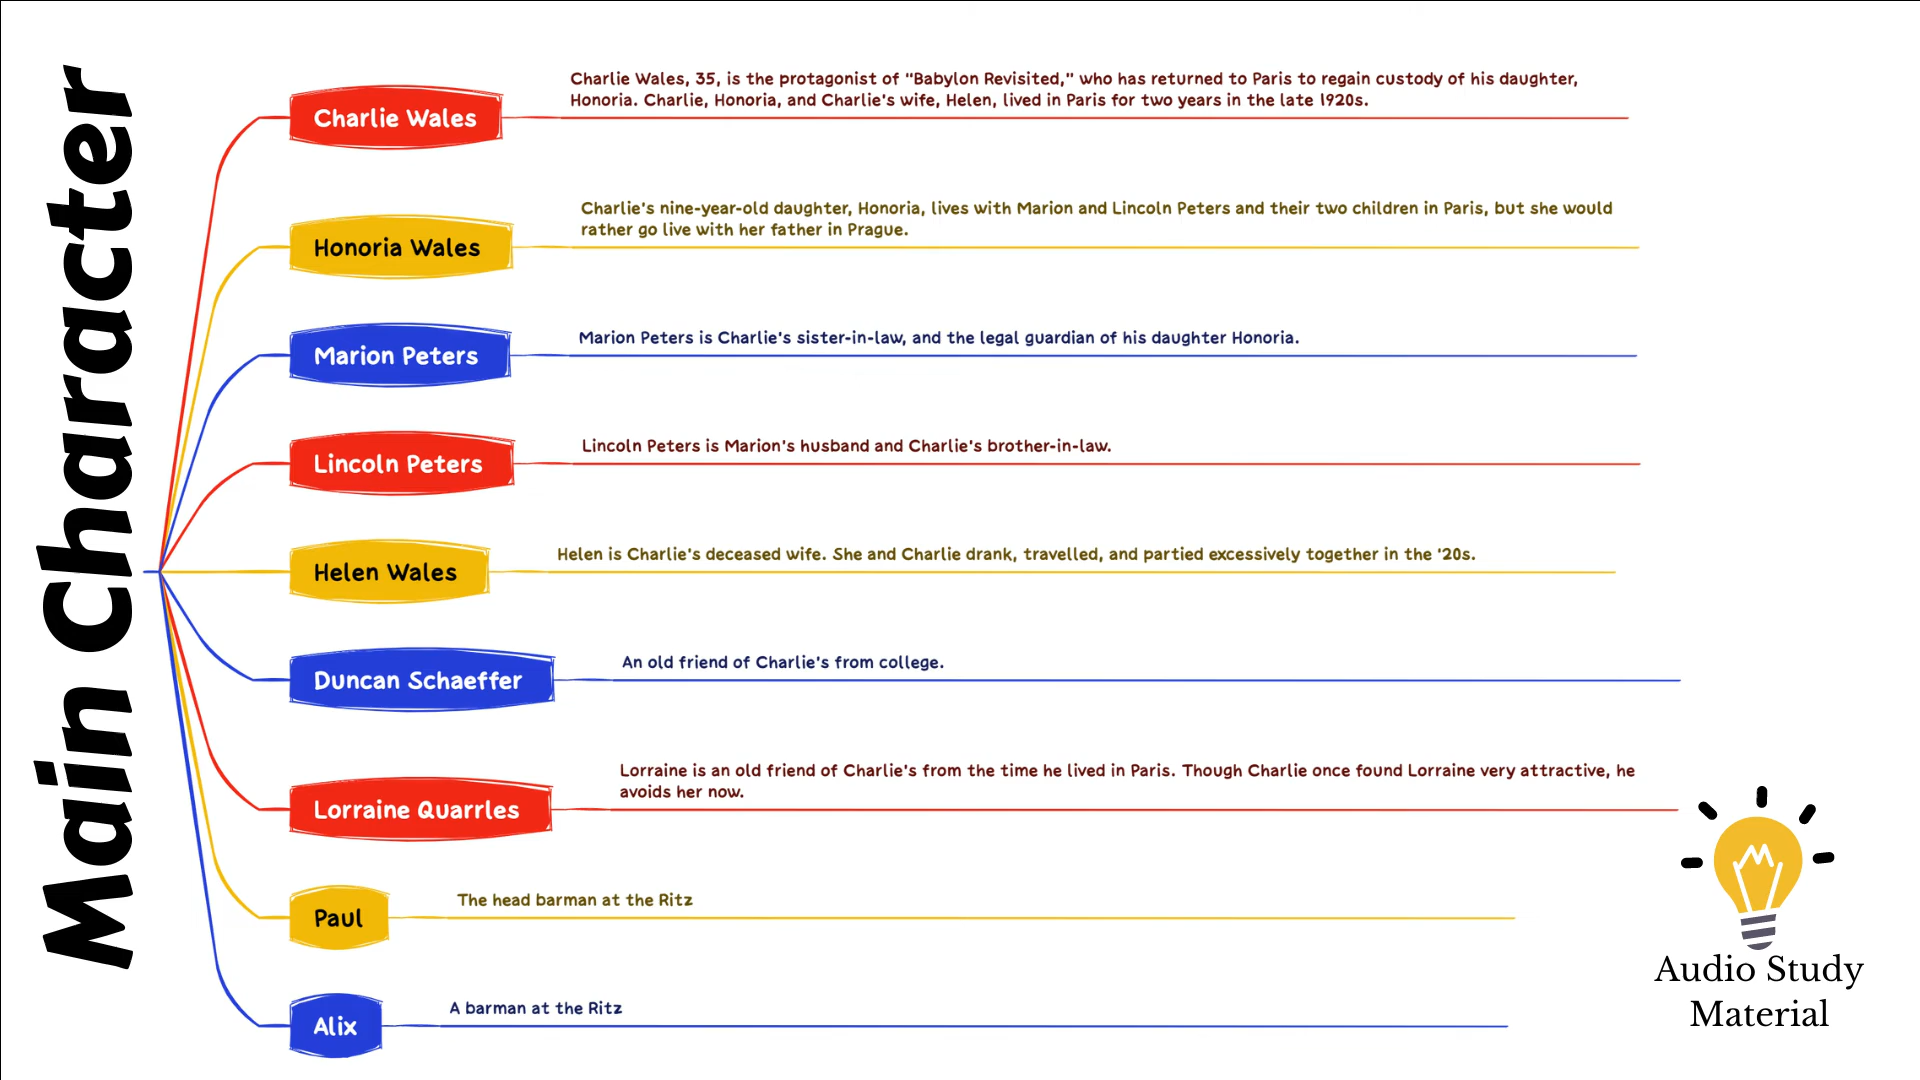 Main Character
Charlie Wales
Charlie Wales, 35, is the protagonist of "Babylon Revisited," who has returned to Paris to regain custody of his daughter,
Honoria. Charlie, Honoria, and Charlie's wife, Helen, lived in Paris for two years in the late 1920s.
Honoria Wales
Charlie's nine-year-old daughter, Honoria, lives with Marion and Lincoln Peters and their two children in Paris, but she would
rather go live with her father in Prague.
Marion Peters
Marion Peters is Charlie's sister-in-law, and the legal guardian of his daughter Honoria.
Lincoln Peters
Lincoln Peters is Marion's husband and Charlie's brother-in-law.
Helen Wales
Helen is Charlie's deceased wife. She and Charlie drank, travelled, and partied excessively together in the '20s.
Duncan Schaeffer
An old friend of Charlie's from college.
Lorraine Quarrles
Lorraine is an old friend of Charlie's from the time he lived in Paris. Though Charlie once found Lorraine very attractive, he
avoids her now.
Paul
The head barman at the Ritz
Alix
A barman at the Ritz
Audio Study
Material